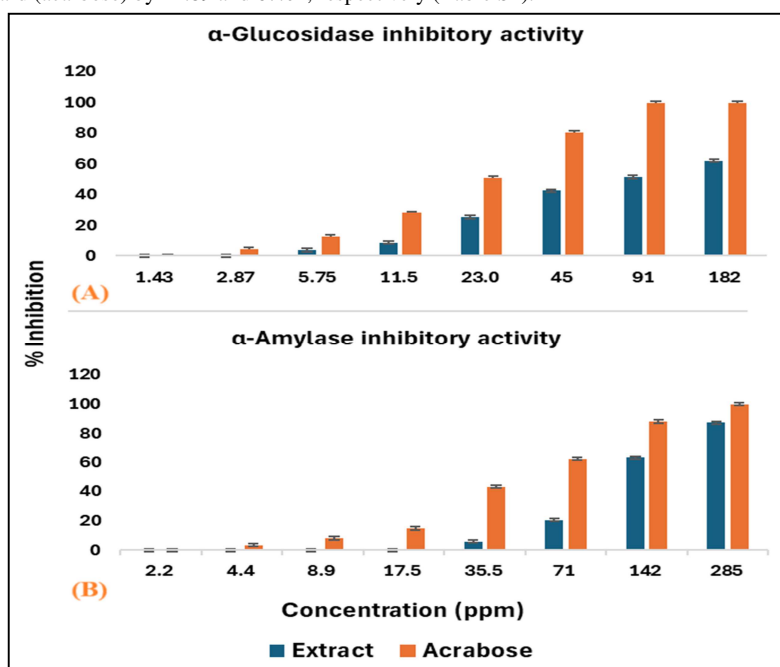 α-Glucosidase inhibitory activity
120
100
80
60
40
20
0
1.43 2.87 5.75 11.5 23.0 45 91 182
(A)
% Inhibition
α-Amylase inhibitory activity
120
100
80
60
40
20
0
2.2 4.4 8.9 17.5 35.5 71 142 285
(B)
Concentration (ppm)
Extract Acrabose